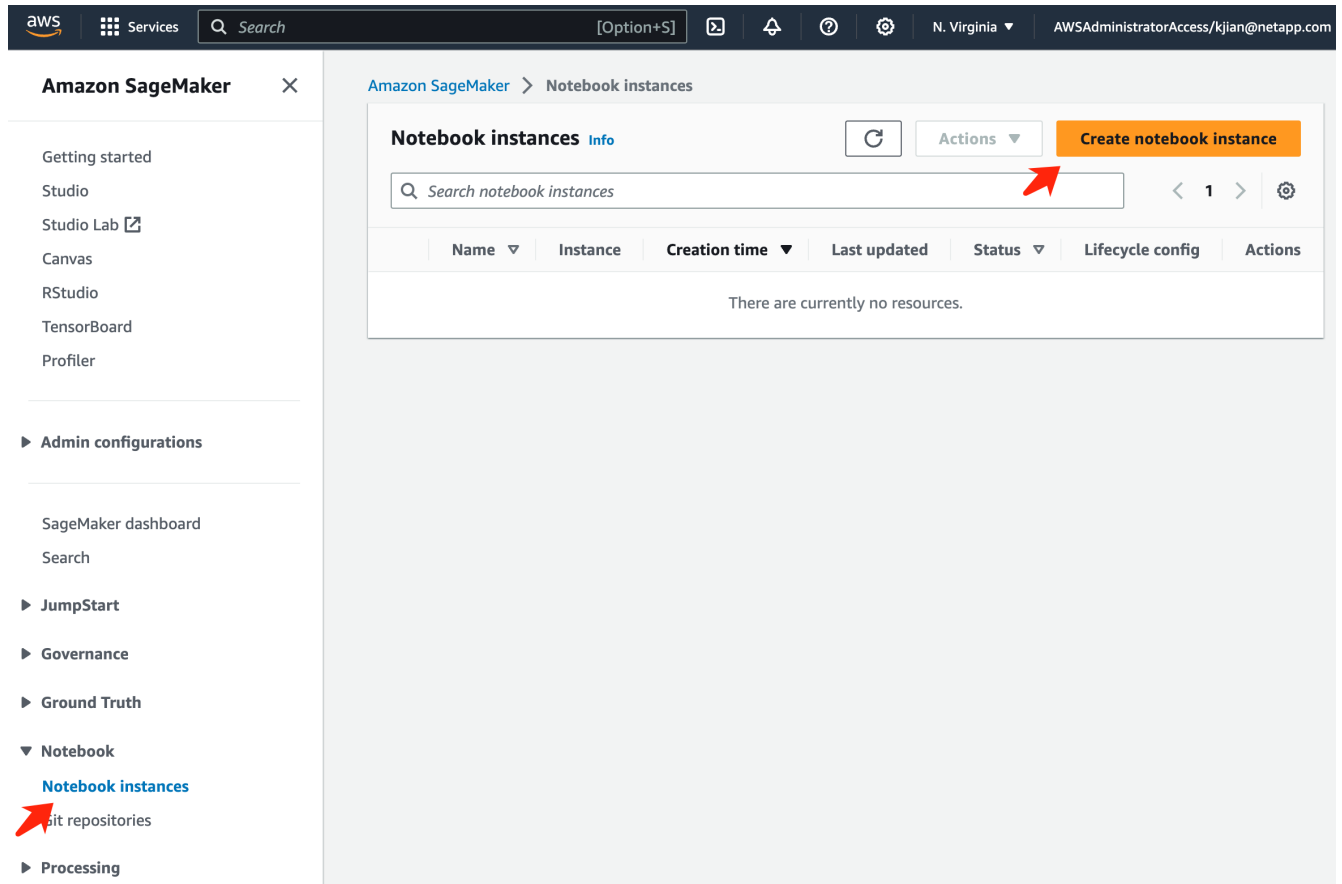 aws
Services
Search [Option+S]
N. Virginia
AWSAdministratorAccess/kjian@netapp.com
Amazon SageMaker
Getting started
Studio
Studio Lab
Canvas
RStudio
TensorBoard
Profiler
Admin configurations
SageMaker dashboard
Search
JumpStart
Governance
Ground Truth
Notebook
Notebook instances
Git repositories
Processing
Amazon SageMaker > Notebook instances
Notebook instances Info
Actions
Create notebook instance
Search notebook instances
1
Name Instance Creation time Last updated Status Lifecycle config Actions
There are currently no resources.